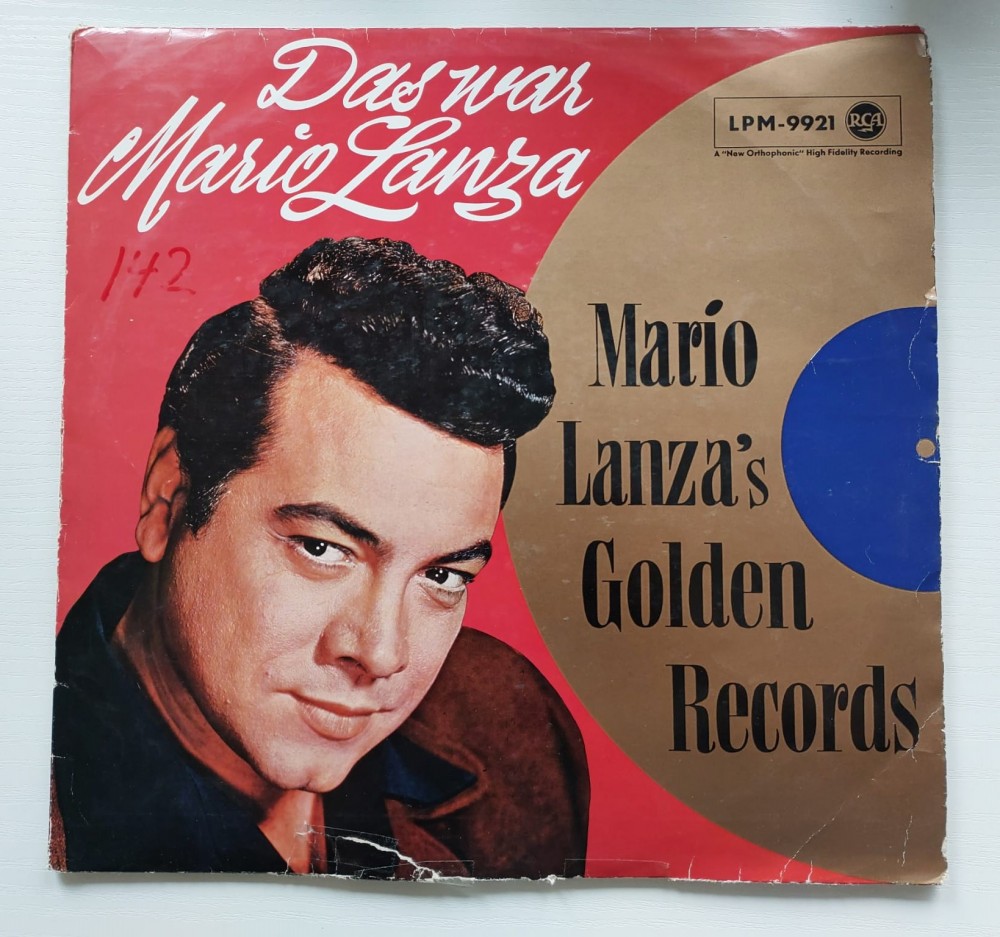 Das war
Mario Lanza
LPM-9921 RCA
A "New Orthophonic" High Fidelity Recording
142
Mario
Lanza's
Golden
Records